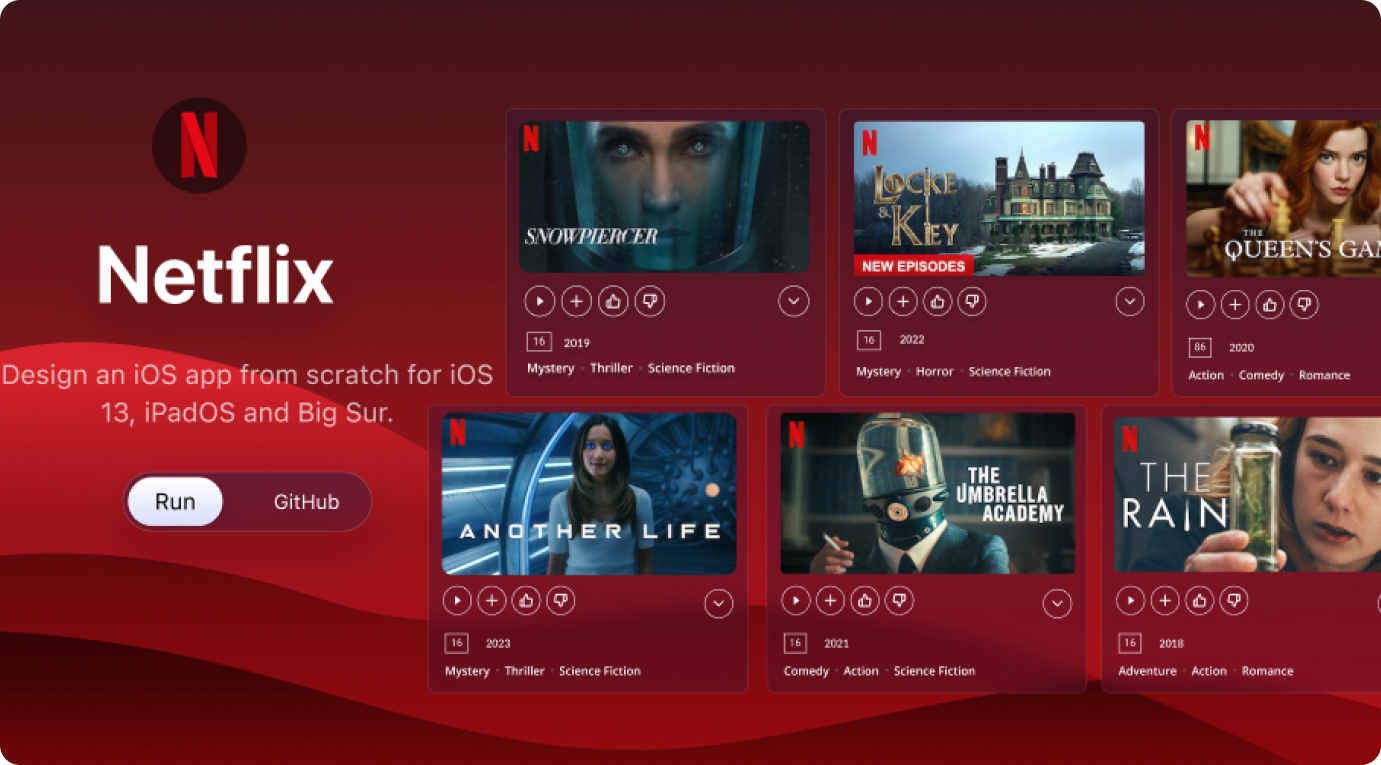 Netflix
Design an iOS app from scratch for iOS
13, iPadOS and Big Sur.
Run
GitHub
N
SNOWPIERCER
16 2019
Mystery · Thriller · Science Fiction
N
LOCKE
& KEY
NEW EPISODES
16 2022
Mystery · Horror · Science Fiction
N
THE
QUEEN'S GAM
86 2020
Action · Comedy · Romance
N
ANOTHER LIFE
16 2023
Mystery · Thriller · Science Fiction
N
THE
UMBRELLA
ACADEMY
16 2021
Comedy · Action · Science Fiction
N
THE
RAIN
16 2018
Adventure · Action · Romance